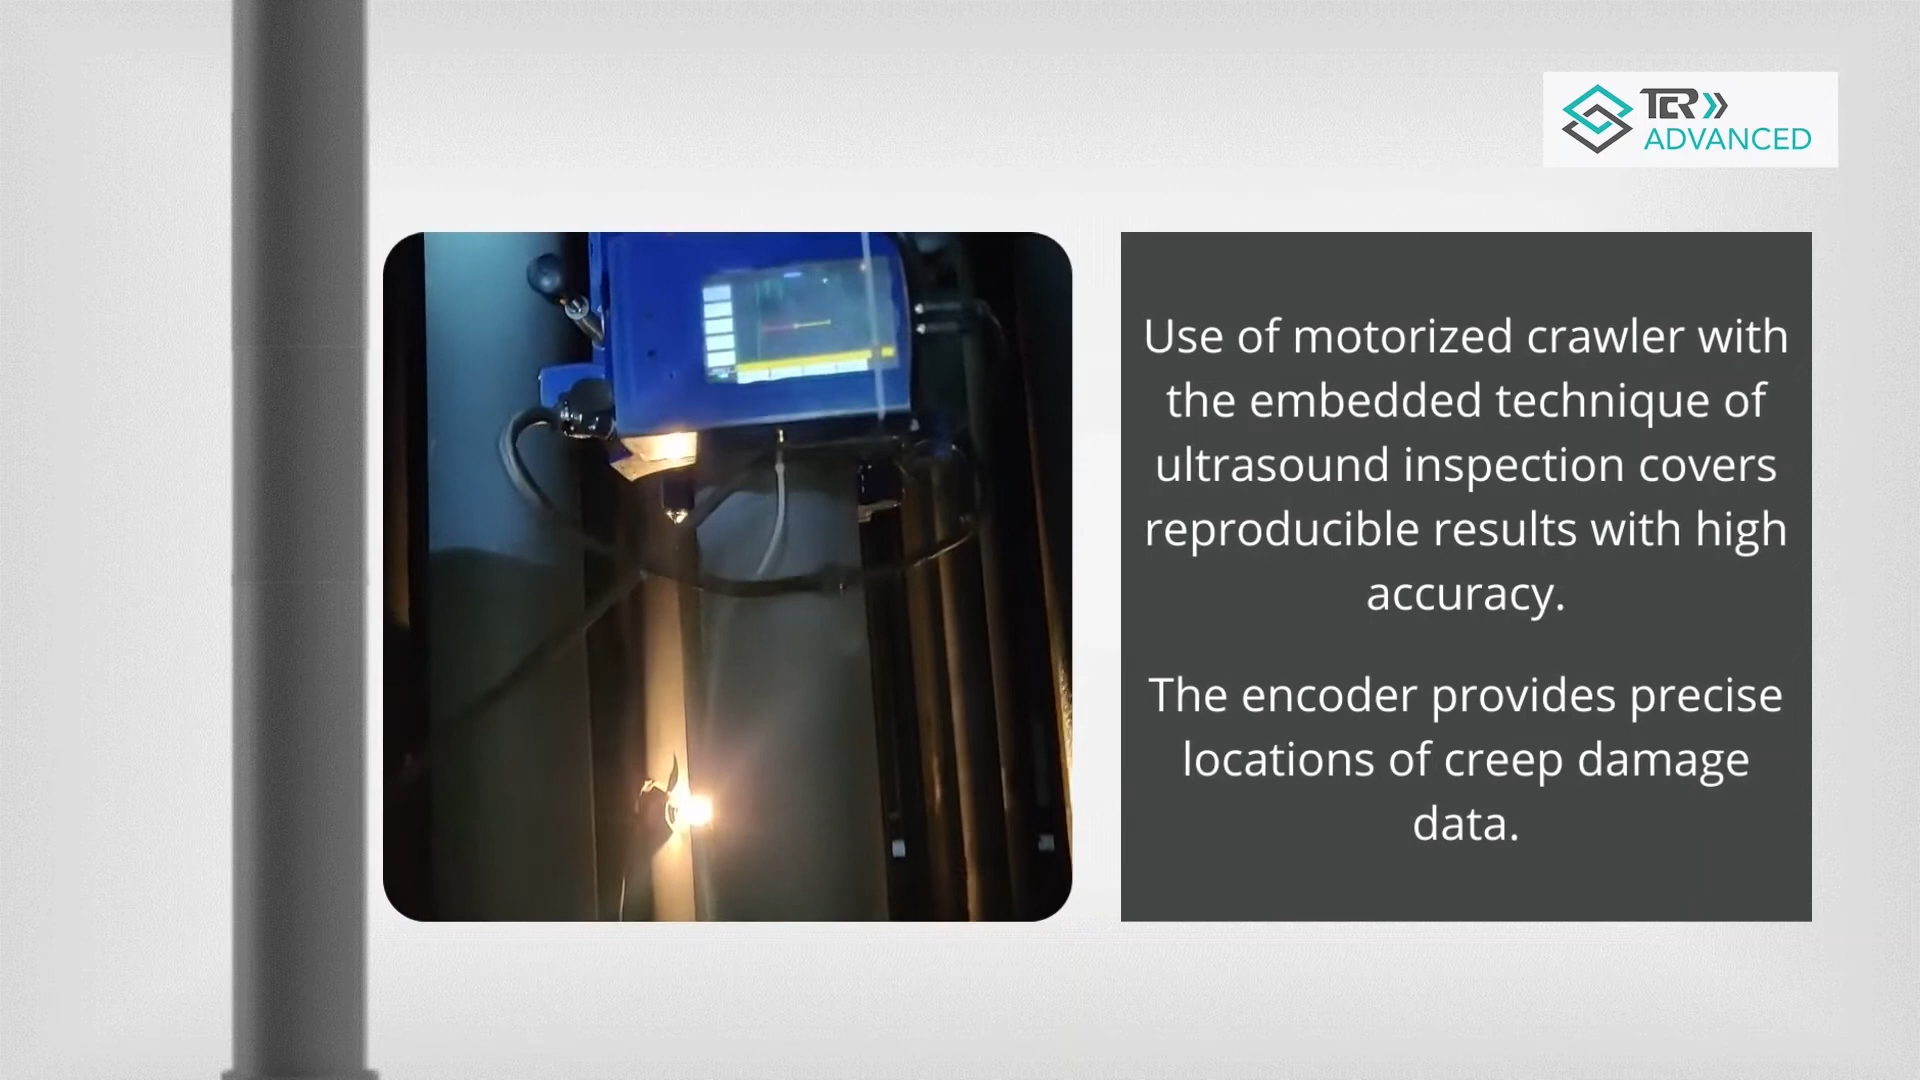 TCR
ADVANCED
Use of motorized crawler with
the embedded technique of
ultrasound inspection covers
reproducible results with high
accuracy.
The encoder provides precise
locations of creep damage
data.